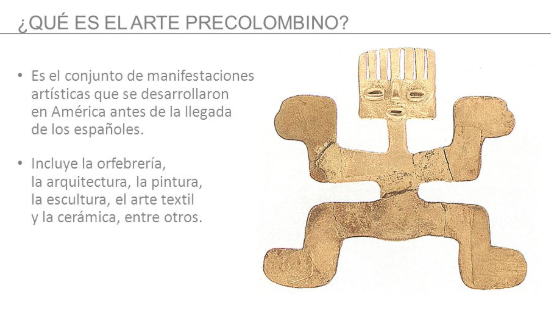 ¿QUÉ ES EL ARTE PRECOLOMBINO?
• Es el conjunto de manifestaciones
artísticas que se desarrollaron
en América antes de la llegada
de los españoles.
• Incluye la orfebrería,
la arquitectura, la pintura,
la escultura, el arte textil
y la cerámica, entre otros.